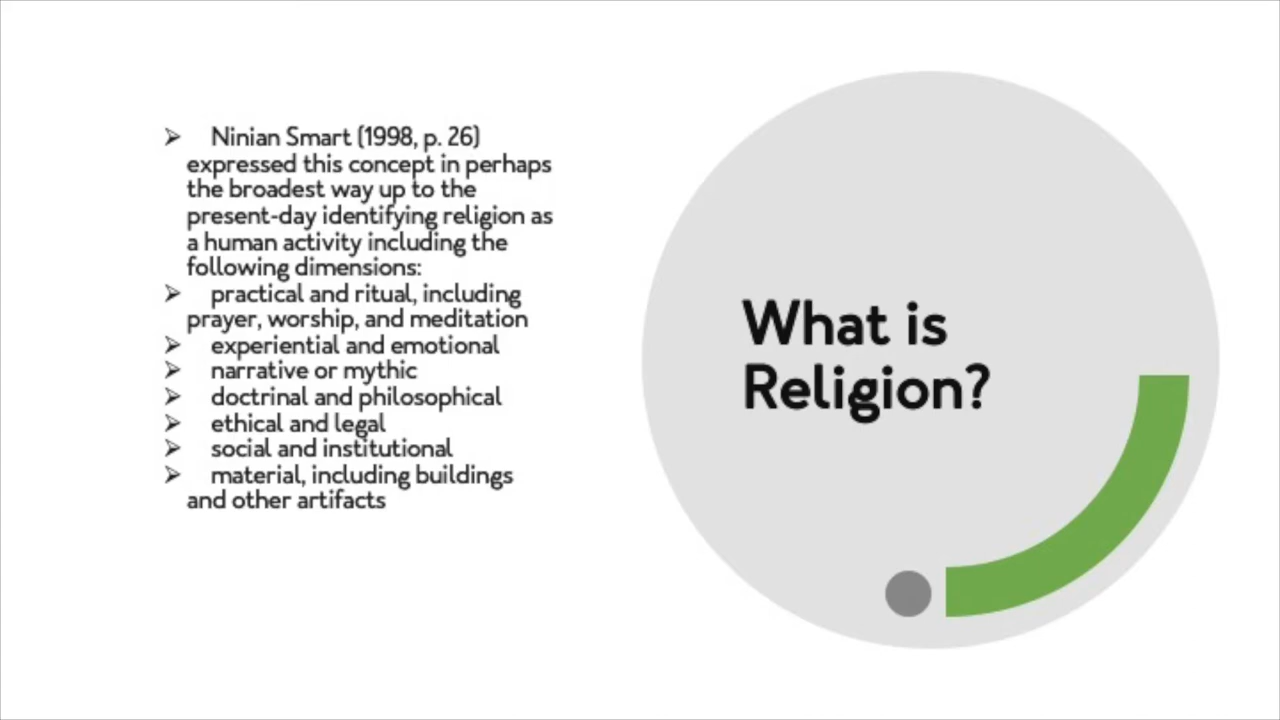 ➢ Ninian Smart (1998, p. 26)
expressed this concept in perhaps
the broadest way up to the
present-day identifying religion as
a human activity including the
following dimensions:
➢ practical and ritual, including
prayer, worship, and meditation
➢ experiential and emotional
➢ narrative or mythic
➢ doctrinal and philosophical
➢ ethical and legal
➢ social and institutional
➢ material, including buildings
and other artifacts
What is
Religion?